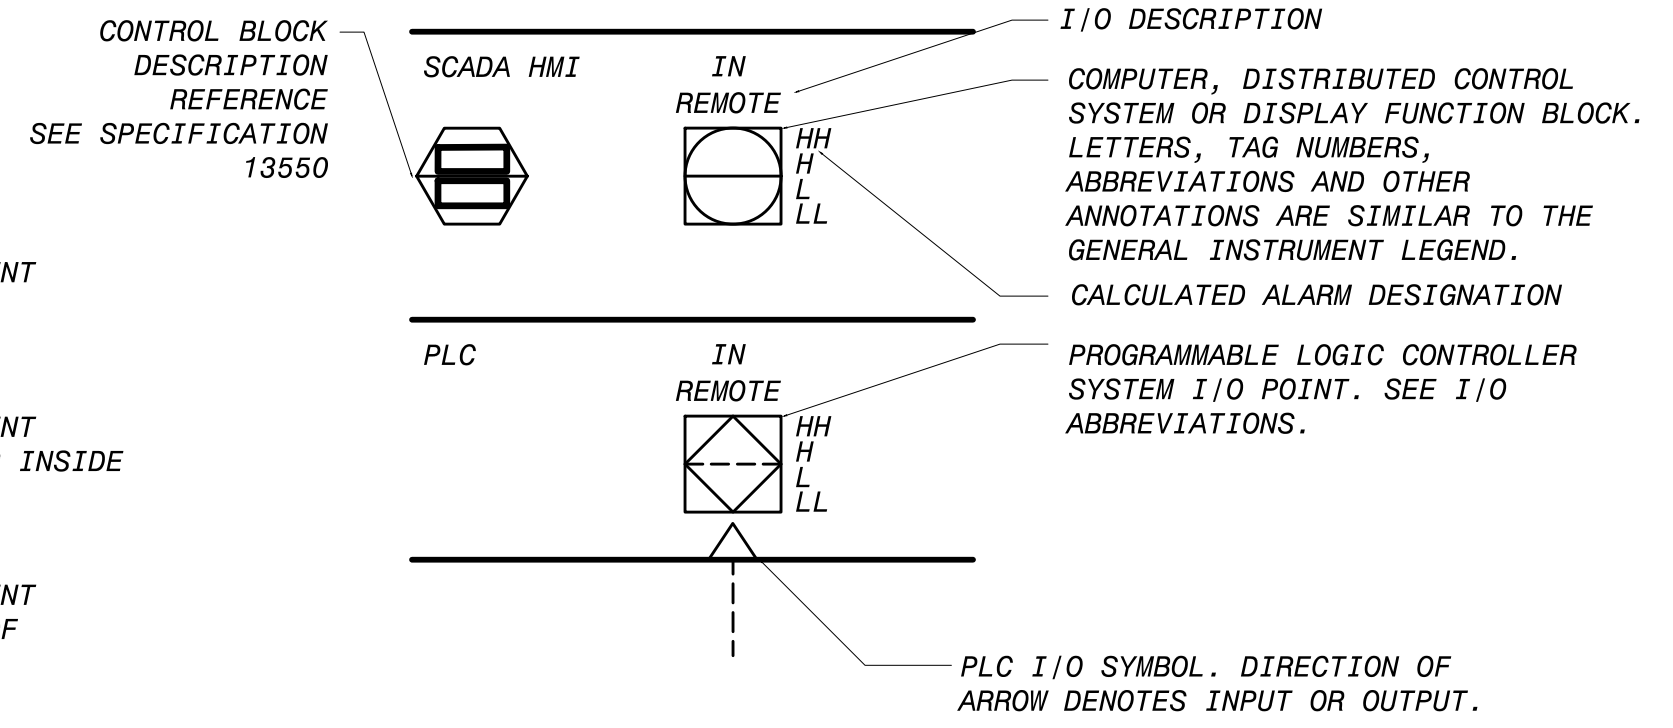 CONTROL BLOCK
DESCRIPTION
REFERENCE
SEE SPECIFICATION
13550
SCADA HMI
IN
REMOTE
HH
H
L
LL
I/O DESCRIPTION
COMPUTER, DISTRIBUTED CONTROL
SYSTEM OR DISPLAY FUNCTION BLOCK.
LETTERS, TAG NUMBERS,
ABBREVIATIONS AND OTHER
ANNOTATIONS ARE SIMILAR TO THE
GENERAL INSTRUMENT LEGEND.
CALCULATED ALARM DESIGNATION
PLC
IN
REMOTE
HH
H
L
LL
PROGRAMMABLE LOGIC CONTROLLER
SYSTEM I/O POINT. SEE I/O
ABBREVIATIONS.
INSIDE
PLC I/O SYMBOL. DIRECTION OF
ARROW DENOTES INPUT OR OUTPUT.